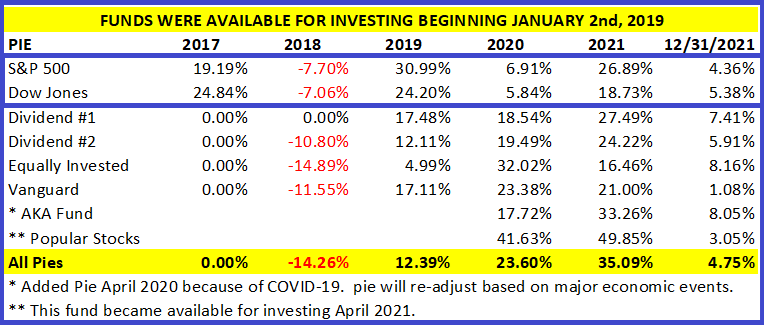 FUNDS WERE AVAILABLE FOR INVESTING BEGINNING JANUARY 2nd, 2019
PIE 2017 2018 2019 2020 2021 12/31/2021
S&P 500 19.19% -7.70% 30.99% 6.91% 26.89% 4.36%
Dow Jones 24.84% -7.06% 24.20% 5.84% 18.73% 5.38%
Dividend #1 0.00% 0.00% 17.48% 18.54% 27.49% 7.41%
Dividend #2 0.00% -10.80% 12.11% 19.49% 24.22% 5.91%
Equally Invested 0.00% -14.89% 4.99% 32.02% 16.46% 8.16%
Vanguard 0.00% -11.55% 17.11% 23.38% 21.00% 1.08%
* AKA Fund 17.72% 33.26% 8.05%
** Popular Stocks 41.63% 49.85% 3.05%
All Pies 0.00% -14.26% 12.39% 23.60% 35.09% 4.75%
* Added Pie April 2020 because of COVID-19.  pie will re-adjust based on major economic events.
** This fund became available for investing April 2021.